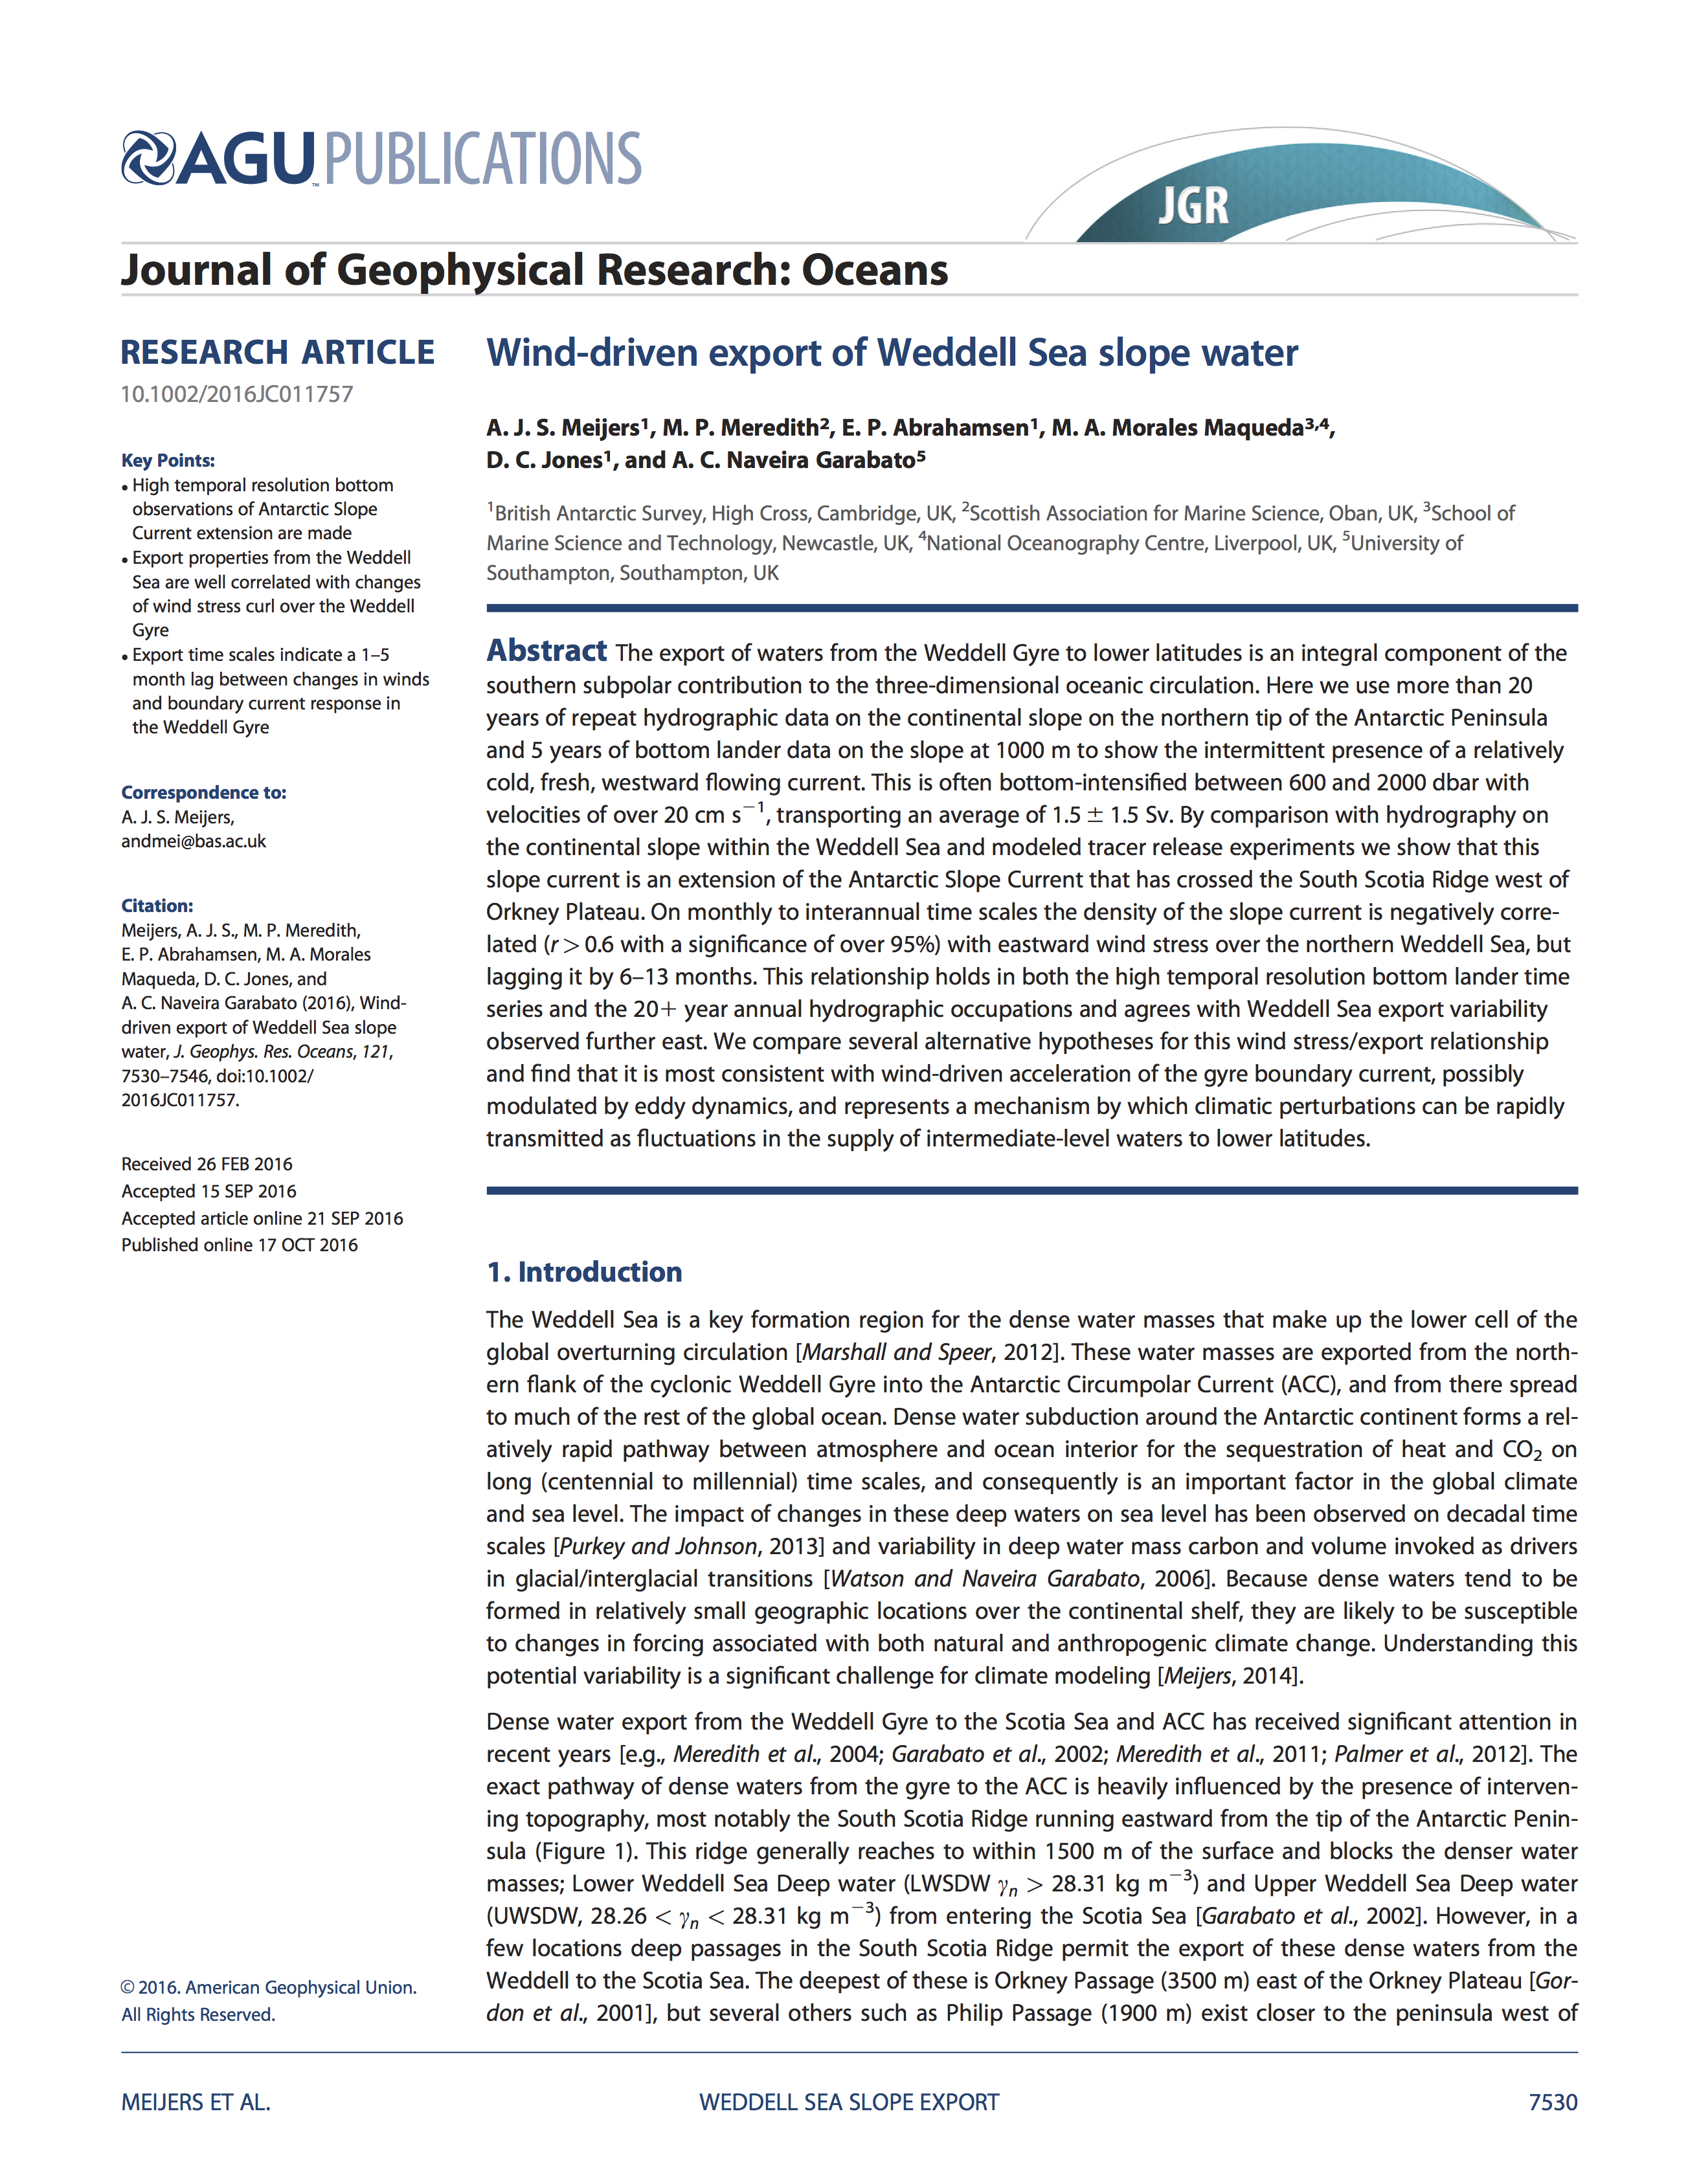 AGU™ PUBLICATIONS
JGR
Journal of Geophysical Research: Oceans
RESEARCH ARTICLE
10.1002/2016JC011757
Key Points:
• High temporal resolution bottom
observations of Antarctic Slope
Current extension are made
• Export properties from the Weddell
Sea are well correlated with changes
of wind stress curl over the Weddell
Gyre
• Export time scales indicate a 1–5
month lag between changes in winds
and boundary current response in
the Weddell Gyre
Correspondence to:
A. J. S. Meijers,
andmei@bas.ac.uk
Citation:
Meijers, A. J. S., M. P. Meredith,
E. P. Abrahamsen, M. A. Morales
Maqueda, D. C. Jones, and
A. C. Naveira Garabato (2016), Wind-
driven export of Weddell Sea slope
water, J. Geophys. Res. Oceans, 121,
7530–7546, doi:10.1002/
2016JC011757.
Received 26 FEB 2016
Accepted 15 SEP 2016
Accepted article online 21 SEP 2016
Published online 17 OCT 2016
© 2016. American Geophysical Union.
All Rights Reserved.
Wind-driven export of Weddell Sea slope water
A. J. S. Meijers¹, M. P. Meredith², E. P. Abrahamsen¹, M. A. Morales Maqueda³,⁴,
D. C. Jones¹, and A. C. Naveira Garabato⁵
¹British Antarctic Survey, High Cross, Cambridge, UK, ²Scottish Association for Marine Science, Oban, UK, ³School of
Marine Science and Technology, Newcastle, UK, ⁴National Oceanography Centre, Liverpool, UK, ⁵University of
Southampton, Southampton, UK
Abstract The export of waters from the Weddell Gyre to lower latitudes is an integral component of the
southern subpolar contribution to the three-dimensional oceanic circulation. Here we use more than 20
years of repeat hydrographic data on the continental slope on the northern tip of the Antarctic Peninsula
and 5 years of bottom lander data on the slope at 1000 m to show the intermittent presence of a relatively
cold, fresh, westward flowing current. This is often bottom-intensified between 600 and 2000 dbar with
velocities of over 20 cm s⁻¹, transporting an average of 1.5 ± 1.5 Sv. By comparison with hydrography on
the continental slope within the Weddell Sea and modeled tracer release experiments we show that this
slope current is an extension of the Antarctic Slope Current that has crossed the South Scotia Ridge west of
Orkney Plateau. On monthly to interannual time scales the density of the slope current is negatively corre-
lated (r > 0.6 with a significance of over 95%) with eastward wind stress over the northern Weddell Sea, but
lagging it by 6–13 months. This relationship holds in both the high temporal resolution bottom lander time
series and the 20+ year annual hydrographic occupations and agrees with Weddell Sea export variability
observed further east. We compare several alternative hypotheses for this wind stress/export relationship
and find that it is most consistent with wind-driven acceleration of the gyre boundary current, possibly
modulated by eddy dynamics, and represents a mechanism by which climatic perturbations can be rapidly
transmitted as fluctuations in the supply of intermediate-level waters to lower latitudes.
1. Introduction
The Weddell Sea is a key formation region for the dense water masses that make up the lower cell of the
global overturning circulation [Marshall and Speer, 2012]. These water masses are exported from the north-
ern flank of the cyclonic Weddell Gyre into the Antarctic Circumpolar Current (ACC), and from there spread
to much of the rest of the global ocean. Dense water subduction around the Antarctic continent forms a rel-
atively rapid pathway between atmosphere and ocean interior for the sequestration of heat and CO₂ on
long (centennial to millennial) time scales, and consequently is an important factor in the global climate
and sea level. The impact of changes in these deep waters on sea level has been observed on decadal time
scales [Purkey and Johnson, 2013] and variability in deep water mass carbon and volume invoked as drivers
in glacial/interglacial transitions [Watson and Naveira Garabato, 2006]. Because dense waters tend to be
formed in relatively small geographic locations over the continental shelf, they are likely to be susceptible
to changes in forcing associated with both natural and anthropogenic climate change. Understanding this
potential variability is a significant challenge for climate modeling [Meijers, 2014].
Dense water export from the Weddell Gyre to the Scotia Sea and ACC has received significant attention in
recent years [e.g., Meredith et al., 2004; Garabato et al., 2002; Meredith et al., 2011; Palmer et al., 2012]. The
exact pathway of dense waters from the gyre to the ACC is heavily influenced by the presence of interven-
ing topography, most notably the South Scotia Ridge running eastward from the tip of the Antarctic Penin-
sula (Figure 1). This ridge generally reaches to within 1500 m of the surface and blocks the denser water
masses; Lower Weddell Sea Deep water (LWSDW γₙ > 28.31 kg m⁻³) and Upper Weddell Sea Deep water
(UWSDW, 28.26 < γₙ < 28.31 kg m⁻³) from entering the Scotia Sea [Garabato et al., 2002]. However, in a
few locations deep passages in the South Scotia Ridge permit the export of these dense waters from the
Weddell to the Scotia Sea. The deepest of these is Orkney Passage (3500 m) east of the Orkney Plateau [Gor-
don et al., 2001], but several others such as Philip Passage (1900 m) exist closer to the peninsula west of
MEIJERS ET AL.
WEDDELL SEA SLOPE EXPORT
7530